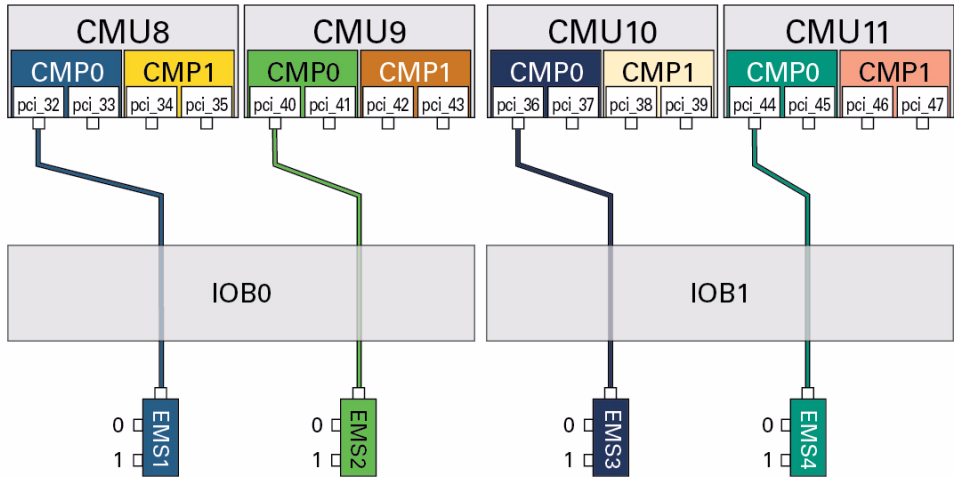 CMU8 CMU9 CMU10 CMU11
CMP0 CMP1 CMP0 CMP1 CMP0 CMP1 CMP0 CMP1
pci_32 pci_33 pci_34 pci_35 pci_40 pci_41 pci_42 pci_43 pci_36 pci_37 pci_38 pci_39 pci_44 pci_45 pci_46 pci_47
IOB0 IOB1
0 0 0 0
EMS1 EMS2 EMS3 EMS4
1 1 1 1